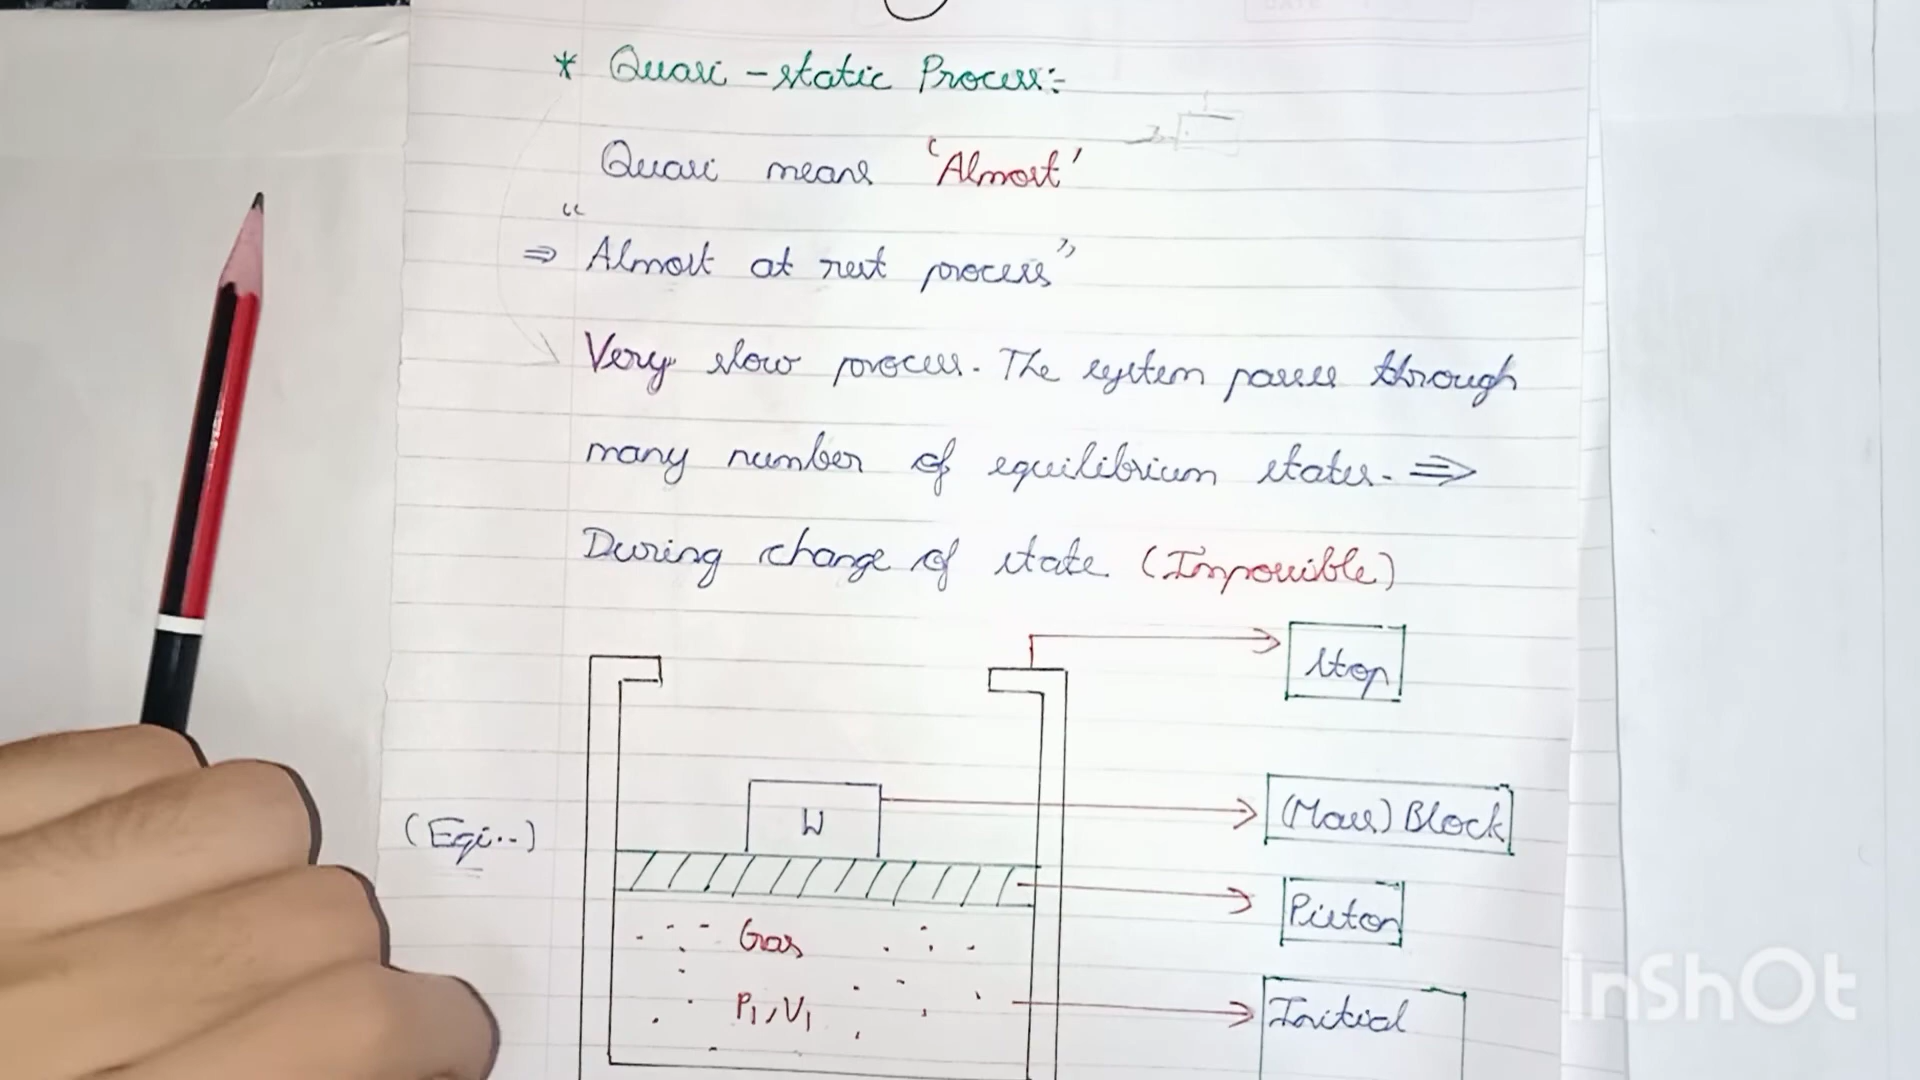 * Quasi-static Process:-
Quasi means 'Almost'
"
⇒ Almost at rest process"
Very slow process. The system passes through
many number of equilibrium states. ⇒
During change of state (Impossible)
Stop
W
(Mass) Block
(Eqi..)
Piston
Gas
P1,V1
Initial
InShOt